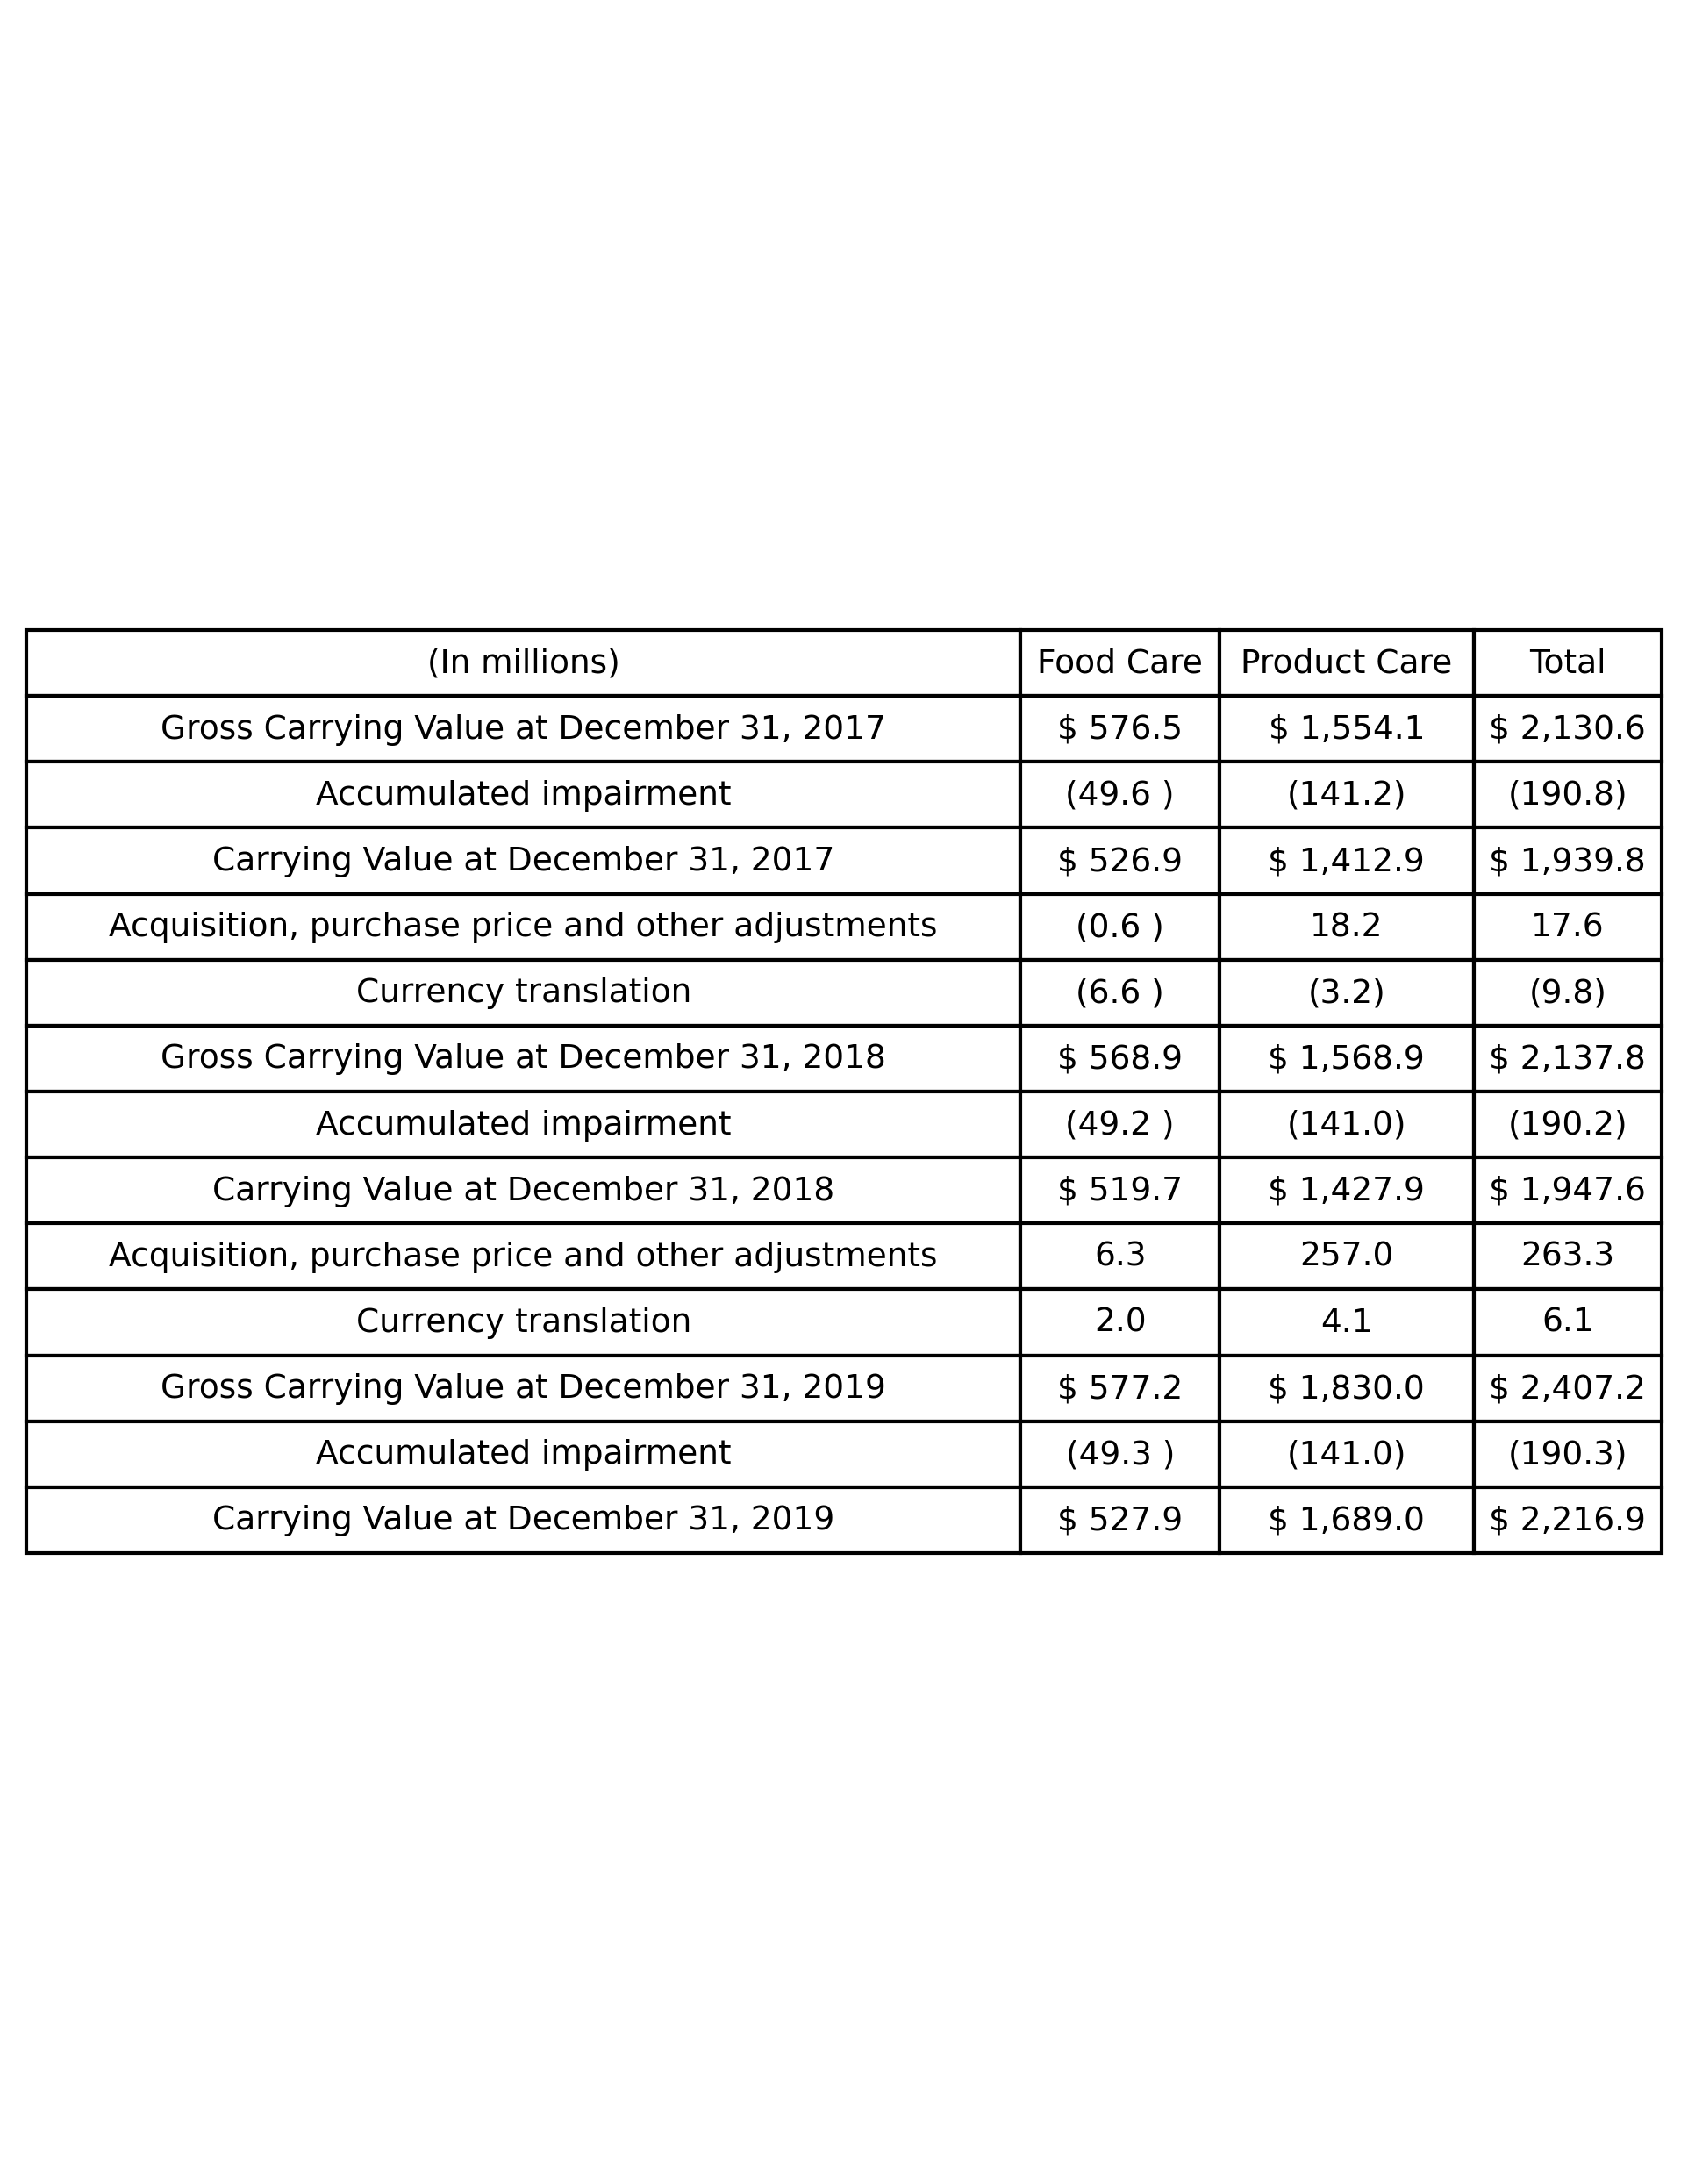 (In millions) Food Care Product Care Total
Gross Carrying Value at December 31, 2017 $ 576.5 $ 1,554.1 $ 2,130.6
Accumulated impairment (49.6 ) (141.2) (190.8)
Carrying Value at December 31, 2017 $ 526.9 $ 1,412.9 $ 1,939.8
Acquisition, purchase price and other adjustments (0.6 ) 18.2 17.6
Currency translation (6.6 ) (3.2) (9.8)
Gross Carrying Value at December 31, 2018 $ 568.9 $ 1,568.9 $ 2,137.8
Accumulated impairment (49.2 ) (141.0) (190.2)
Carrying Value at December 31, 2018 $ 519.7 $ 1,427.9 $ 1,947.6
Acquisition, purchase price and other adjustments 6.3 257.0 263.3
Currency translation 2.0 4.1 6.1
Gross Carrying Value at December 31, 2019 $ 577.2 $ 1,830.0 $ 2,407.2
Accumulated impairment (49.3 ) (141.0) (190.3)
Carrying Value at December 31, 2019 $ 527.9 $ 1,689.0 $ 2,216.9